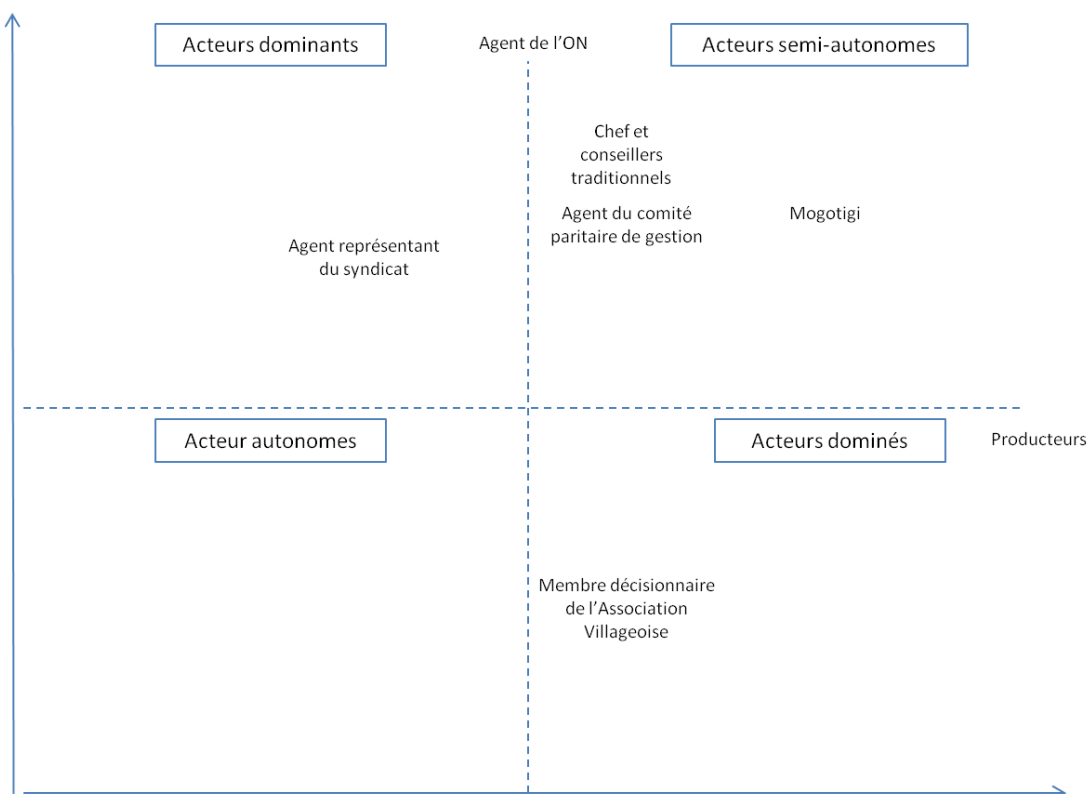 Acteurs dominants
Agent de l’ON
Acteurs semi-autonomes
Chef et
conseillers
traditionnels
Agent du comité
paritaire de gestion
Mogotigi
Agent représentant
du syndicat
Acteur autonomes
Acteurs dominés
Producteurs
Membre décisionnaire
de l’Association
Villageoise